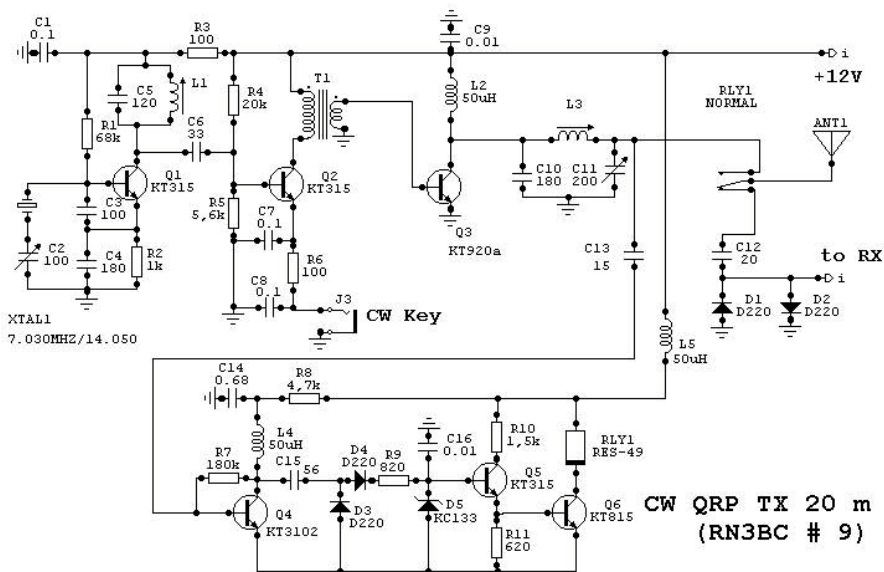 C1
0.1
R3
100
C9
0.01
i
+12V
C5
120
L1
R4
20k
T1
L2
50uH
L3
RLY1
NORMAL
ANT1
R1
68k
C6
33
Q1
KT315
Q2
KT315
C10
180
C11
200
C3
100
R5
5,6k
C7
0.1
Q3
KT920a
C2
100
C4
180
R2
1k
R6
100
C13
15
C12
20
to RX
i
C8
0.1
J3
CW Key
D1
D220
D2
D220
XTAL1
7.030MHZ/14.050
L5
50uH
C14
0.68
R8
4,7k
R7
180k
L4
50uH
C15
56
D4
D220
R9
820
C16
0.01
R10
1,5k
RLY1
RES-49
Q5
KT315
Q4
KT3102
D3
D220
D5
KC133
Q6
KT815
R11
620
CW QRP TX 20 m
(RN3BC # 9)